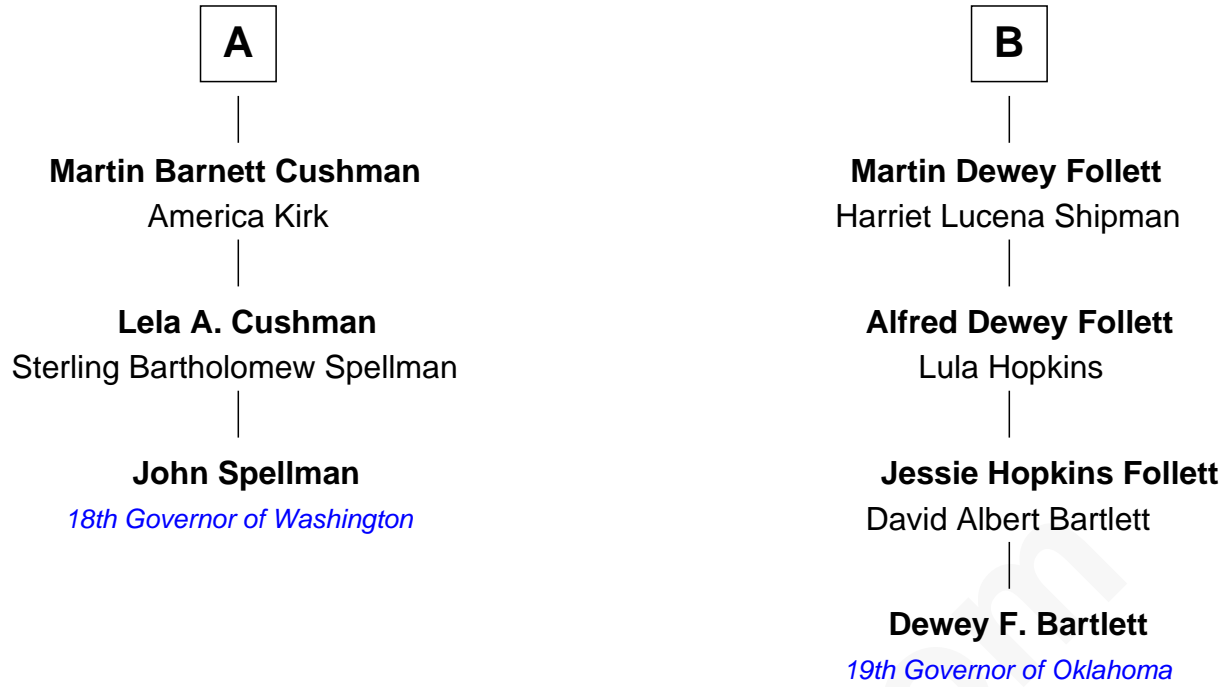 A
Martin Barnett Cushman
America Kirk
Lela A. Cushman
Sterling Bartholomew Spellman
John Spellman
18th Governor of Washington
B
Martin Dewey Follett
Harriet Lucena Shipman
Alfred Dewey Follett
Lula Hopkins
Jessie Hopkins Follett
David Albert Bartlett
Dewey F. Bartlett
19th Governor of Oklahoma